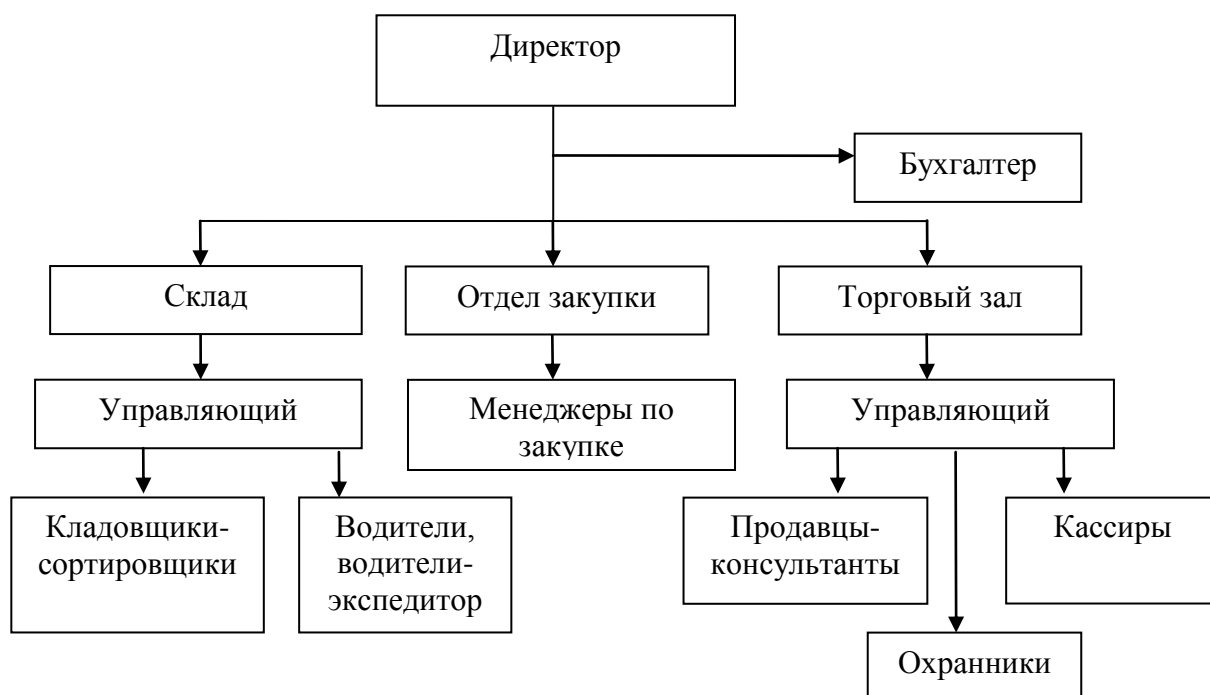 Директор
Бухгалтер
Склад
Отдел закупки
Торговый зал
Управляющий
Менеджеры по
закупке
Управляющий
Кладовщики-
сортировщики
Водители,
водители-
экспедитор
Продавцы-
консультанты
Кассиры
Охранники